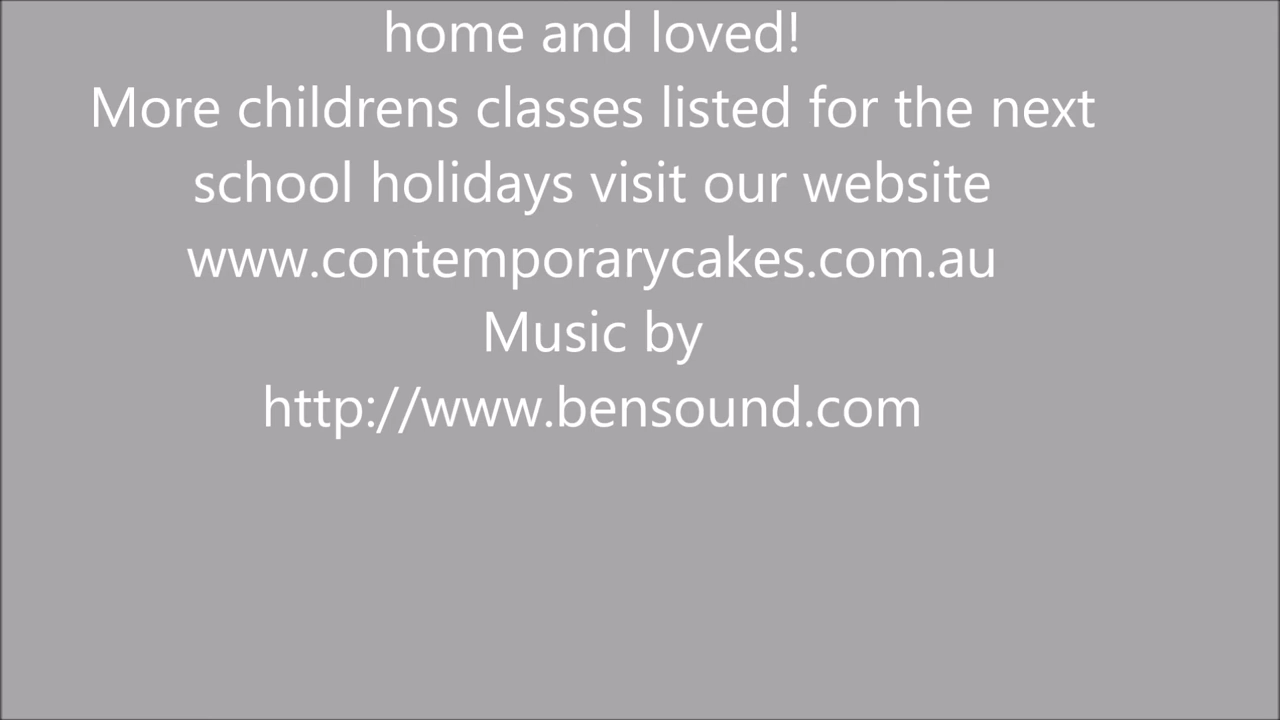 home and loved!
More childrens classes listed for the next
school holidays visit our website
www.contemporarycakes.com.au
Music by
http://www.bensound.com